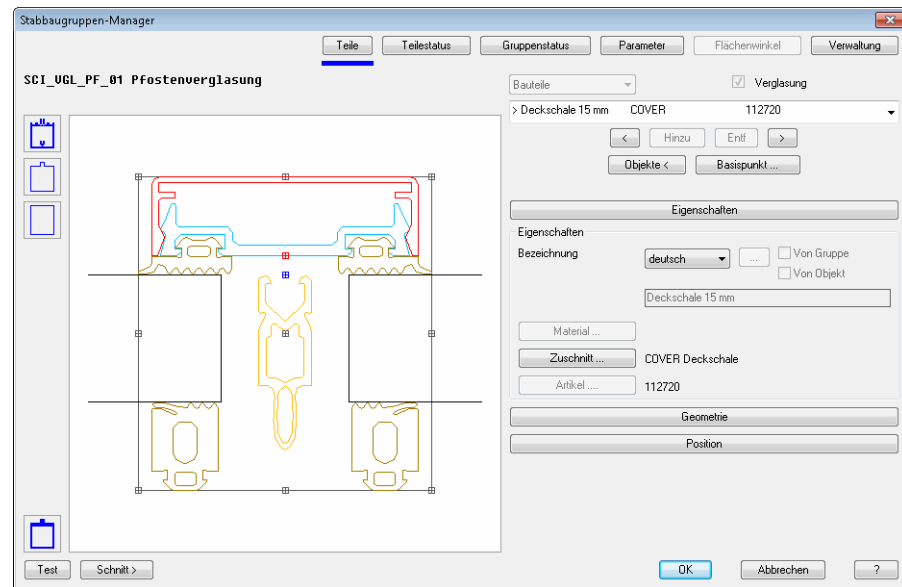 Stabbaugruppen-Manager
Teile Teilestatus Gruppenstatus Parameter Flächenwinkel Verwaltung
SCI_VGL_PF_01 Pfostenverglasung
Bauteile Verglasung
> Deckschale 15 mm COVER 112720
< Hinzu Entf >
Objekte < Basispunkt ...
Eigenschaften
Eigenschaften
Bezeichnung deutsch ... Von Gruppe
Von Objekt
Deckschale 15 mm
Material ...
Zuschnitt ... COVER Deckschale
Artikel .... 112720
Geometrie
Position
Test Schnitt > OK Abbrechen ?